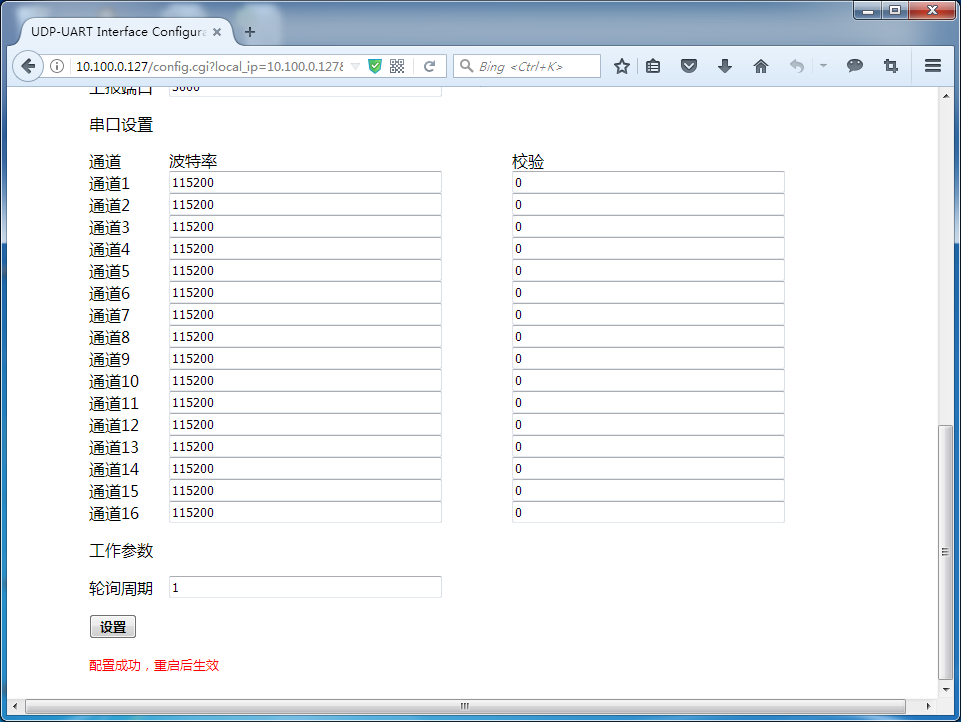 UDP-UART Interface Configura
10.100.0.127/config.cgi?local_ip=10.100.0.127&
Bing <Ctrl+K>
上报端口 5000
串口设置
通道 波特率 校验
通道1 115200 0
通道2 115200 0
通道3 115200 0
通道4 115200 0
通道5 115200 0
通道6 115200 0
通道7 115200 0
通道8 115200 0
通道9 115200 0
通道10 115200 0
通道11 115200 0
通道12 115200 0
通道13 115200 0
通道14 115200 0
通道15 115200 0
通道16 115200 0
工作参数
轮询周期 1
设置
配置成功，重启后生效